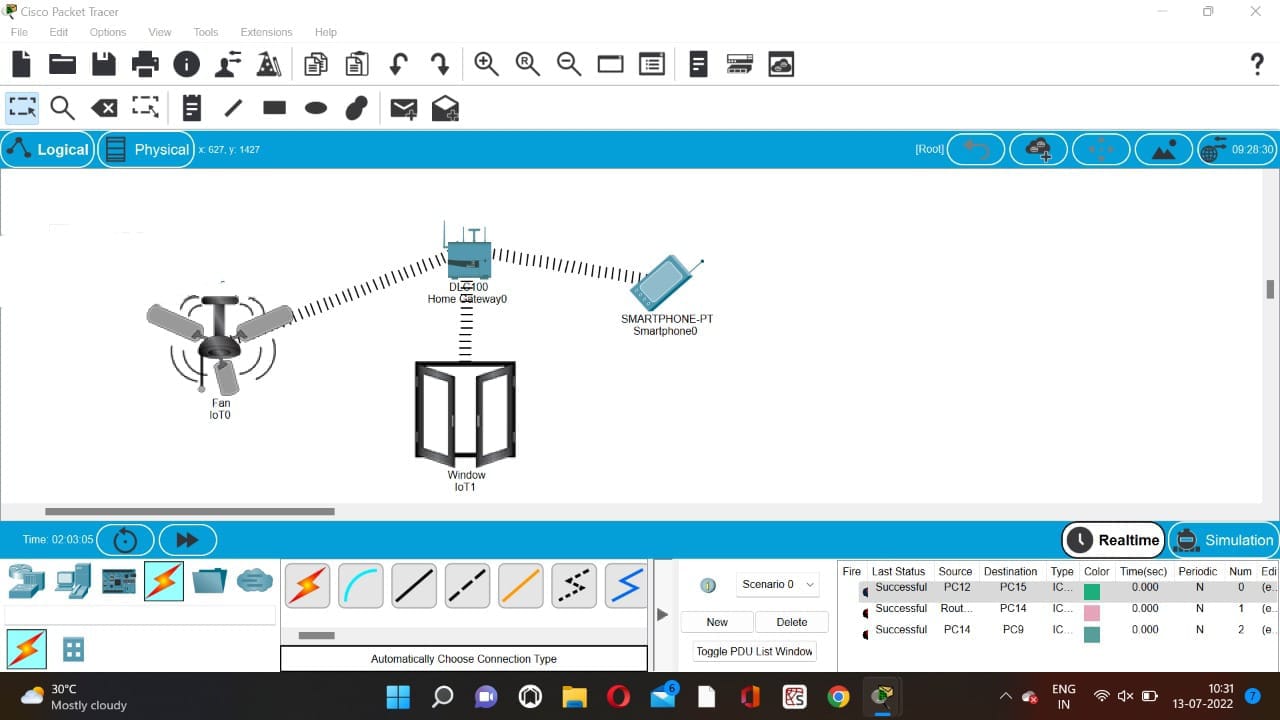 Cisco Packet Tracer
File Edit Options View Tools Extensions Help
R
?
Logical Physical x: 627, y: 1427 [Root] 09:28:30
DLC100
Home Gateway0
SMARTPHONE-PT
Smartphone0
Fan
IoT0
Window
IoT1
Time: 02:03:05 Realtime Simulation
Scenario 0
New Delete
Toggle PDU List Window
Automatically Choose Connection Type
Fire Last Status Source Destination Type Color Time(sec) Periodic Num Edi
Successful PC12 PC15 IC... 0.000 N 0 (e..
Successful Rout... PC14 IC... 0.000 N 1 (e..
Successful PC14 PC9 IC... 0.000 N 2 (e..
30°C
Mostly cloudy
6
ENG
IN
10:31
13-07-2022
7